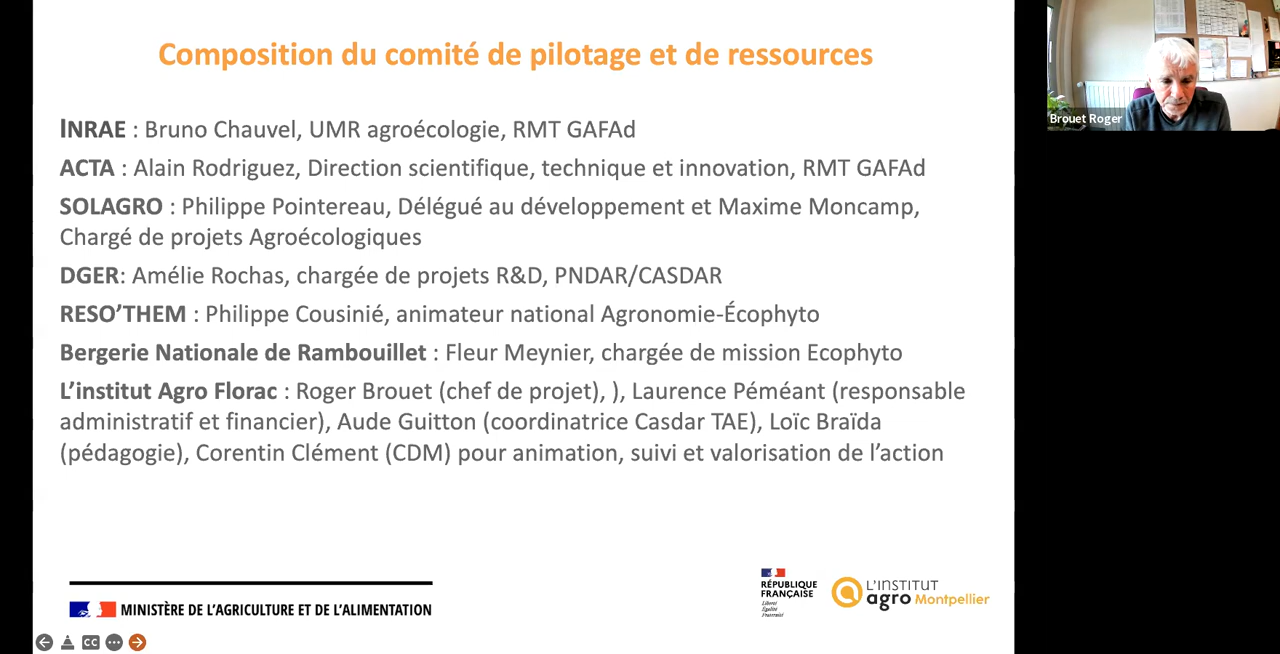 Composition du comité de pilotage et de ressources
INRAE : Bruno Chauvel, UMR agroécologie, RMT GAFAd
ACTA : Alain Rodriguez, Direction scientifique, technique et innovation, RMT GAFAd
SOLAGRO : Philippe Pointereau, Délégué au développement et Maxime Moncamp,
Chargé de projets Agroécologiques
DGER: Amélie Rochas, chargée de projets R&D, PNDAR/CASDAR
RESO’THEM : Philippe Cousinié, animateur national Agronomie-Écophyto
Bergerie Nationale de Rambouillet : Fleur Meynier, chargée de mission Ecophyto
L’institut Agro Florac : Roger Brouet (chef de projet), ), Laurence Péméant (responsable
administratif et financier), Aude Guitton (coordinatrice Casdar TAE), Loïc Braïda
(pédagogie), Corentin Clément (CDM) pour animation, suivi et valorisation de l’action
MINISTÈRE DE L’AGRICULTURE ET DE L’ALIMENTATION
RÉPUBLIQUE
FRANÇAISE
Liberté
Égalité
Fraternité
L’INSTITUT
agro Montpellier
CC
Brouet Roger